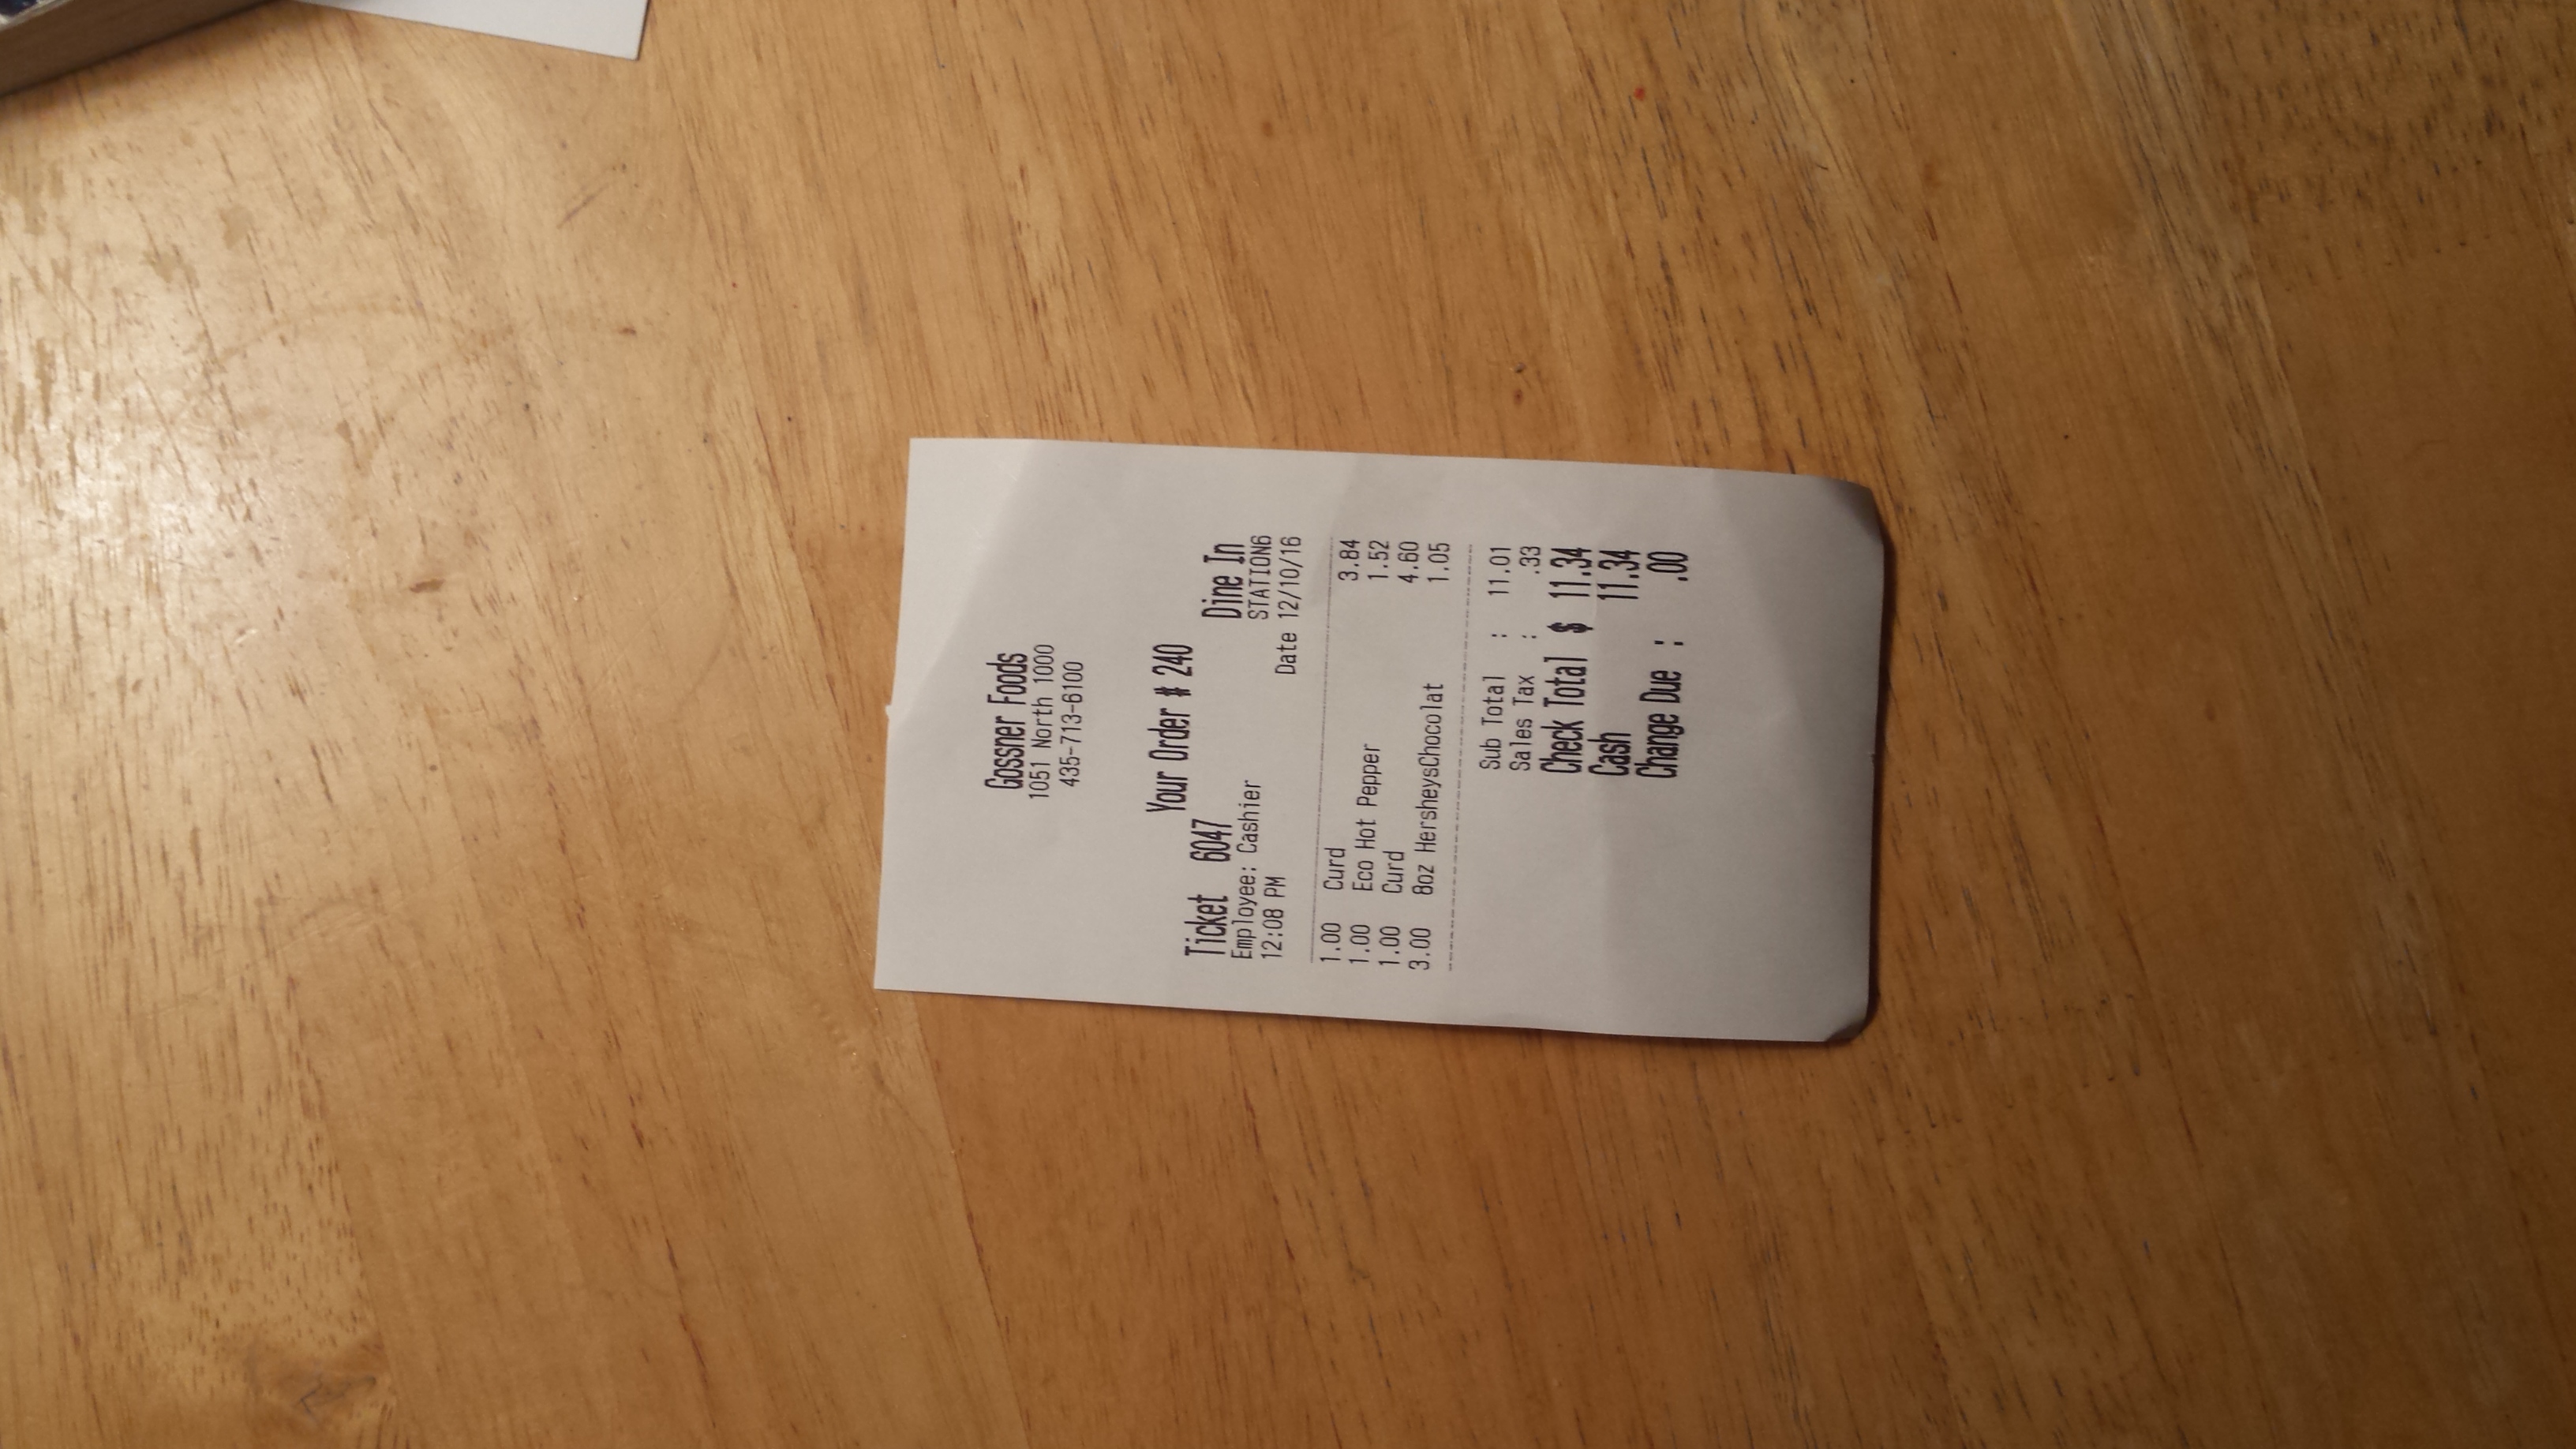 Gossner Foods
1051 North 1000
435-713-6100
Your Order # 240
Ticket 6047 Dine In
Employee: Cashier STATION6
12:08 PM Date 12/10/16
1.00 Curd 3.84
1.00 Eco Hot Pepper 1.52
1.00 Curd 4.60
3.00 8oz HersheysChocolat 1.05
Sub Total : 11.01
Sales Tax : .33
Check Total $ 11.34
Cash 11.34
Change Due : .00